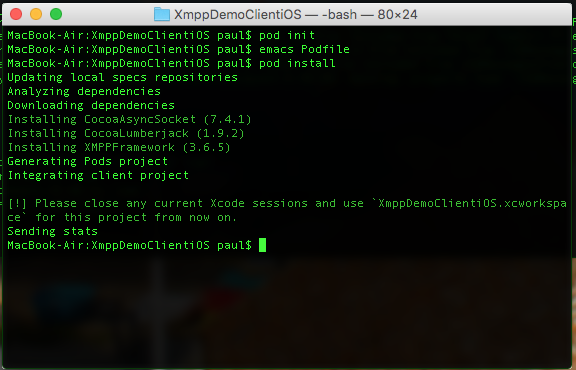 XmppDemoClientiOS — -bash — 80×24
MacBook-Air:XmppDemoClientiOS paul$ pod init
MacBook-Air:XmppDemoClientiOS paul$ emacs Podfile
MacBook-Air:XmppDemoClientiOS paul$ pod install
Updating local specs repositories
Analyzing dependencies
Downloading dependencies
Installing CocoaAsyncSocket (7.4.1)
Installing CocoaLumberjack (1.9.2)
Installing XMPPFramework (3.6.5)
Generating Pods project
Integrating client project
[!] Please close any current Xcode sessions and use `XmppDemoClientiOS.xcworkspa
ce` for this project from now on.
Sending stats
MacBook-Air:XmppDemoClientiOS paul$